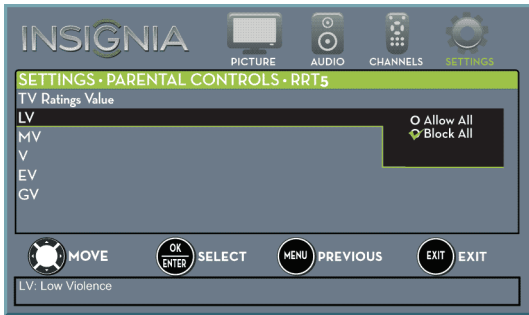 INSIGNIA
PICTURE AUDIO CHANNELS SETTINGS
SETTINGS • PARENTAL CONTROLS • RRT5
TV Ratings Value
LV
Allow All
MV
Block All
V
EV
GV
MOVE OK ENTER SELECT MENU PREVIOUS EXIT EXIT
LV: Low Violence